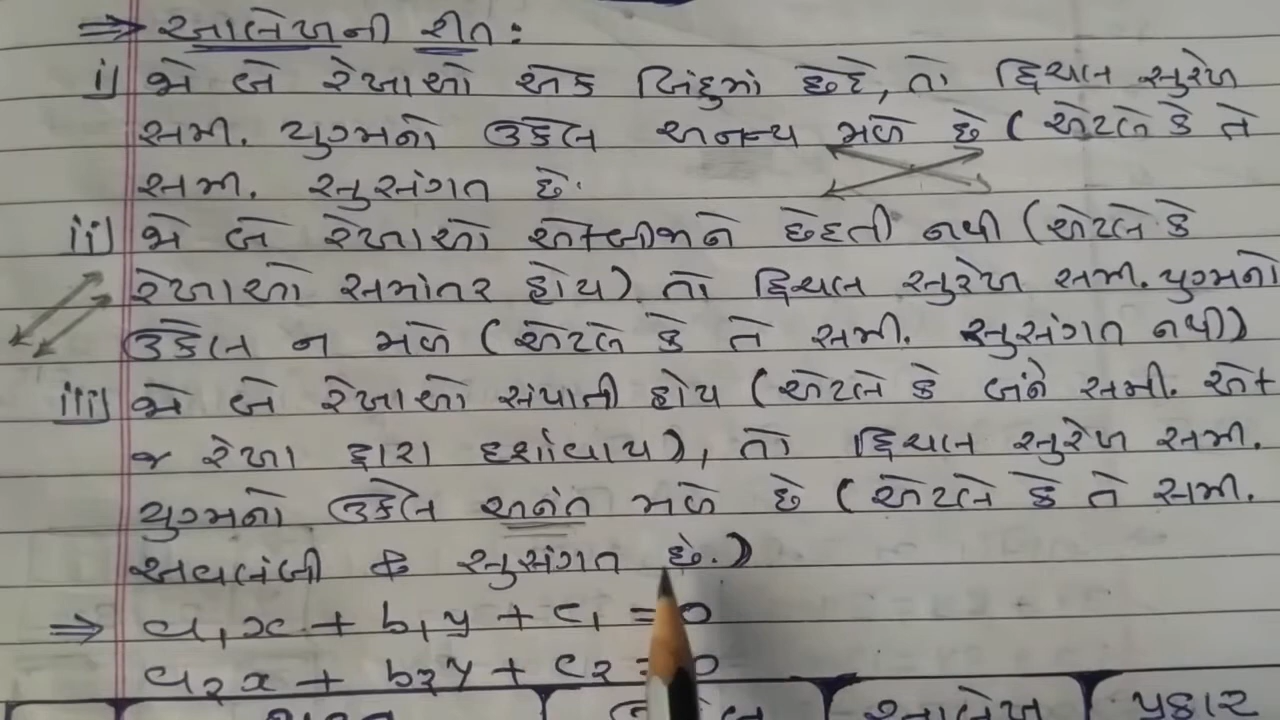 ⇒ આલેખની રીત :
i) જો બે રેખાઓ એક બિંદુમાં છેદે, તો દ્વિચલ સુરેખ
સમી. યુગ્મનો ઉકેલ અનન્ય મળે છે ( એટલે કે તે
સમી. સુસંગત છે.
ii) જો બે રેખાઓ એકબીજાને છેદતી નથી ( એટલે કે
રેખાઓ સમાંતર હોય) તો દ્વિચલ સુરેખ સમી. યુગ્મનો
ઉકેલ ન મળે ( એટલે કે તે સમી. સુસંગત નથી)
iii) જો બે રેખાઓ સંપાતી હોય ( એટલે કે બંને સમી. એક
જ રેખા દ્વારા દર્શાવાય), તો દ્વિચલ સુરેખ સમી.
યુગ્મનો ઉકેલ અનંત મળે છે ( એટલે કે તે સમી.
અવલંબી કે સુસંગત છે.)
⇒ a₁x + b₁y + c₁ = 0
a₂x + b₂y + c₂ = 0
આલેખ પ્રકાર